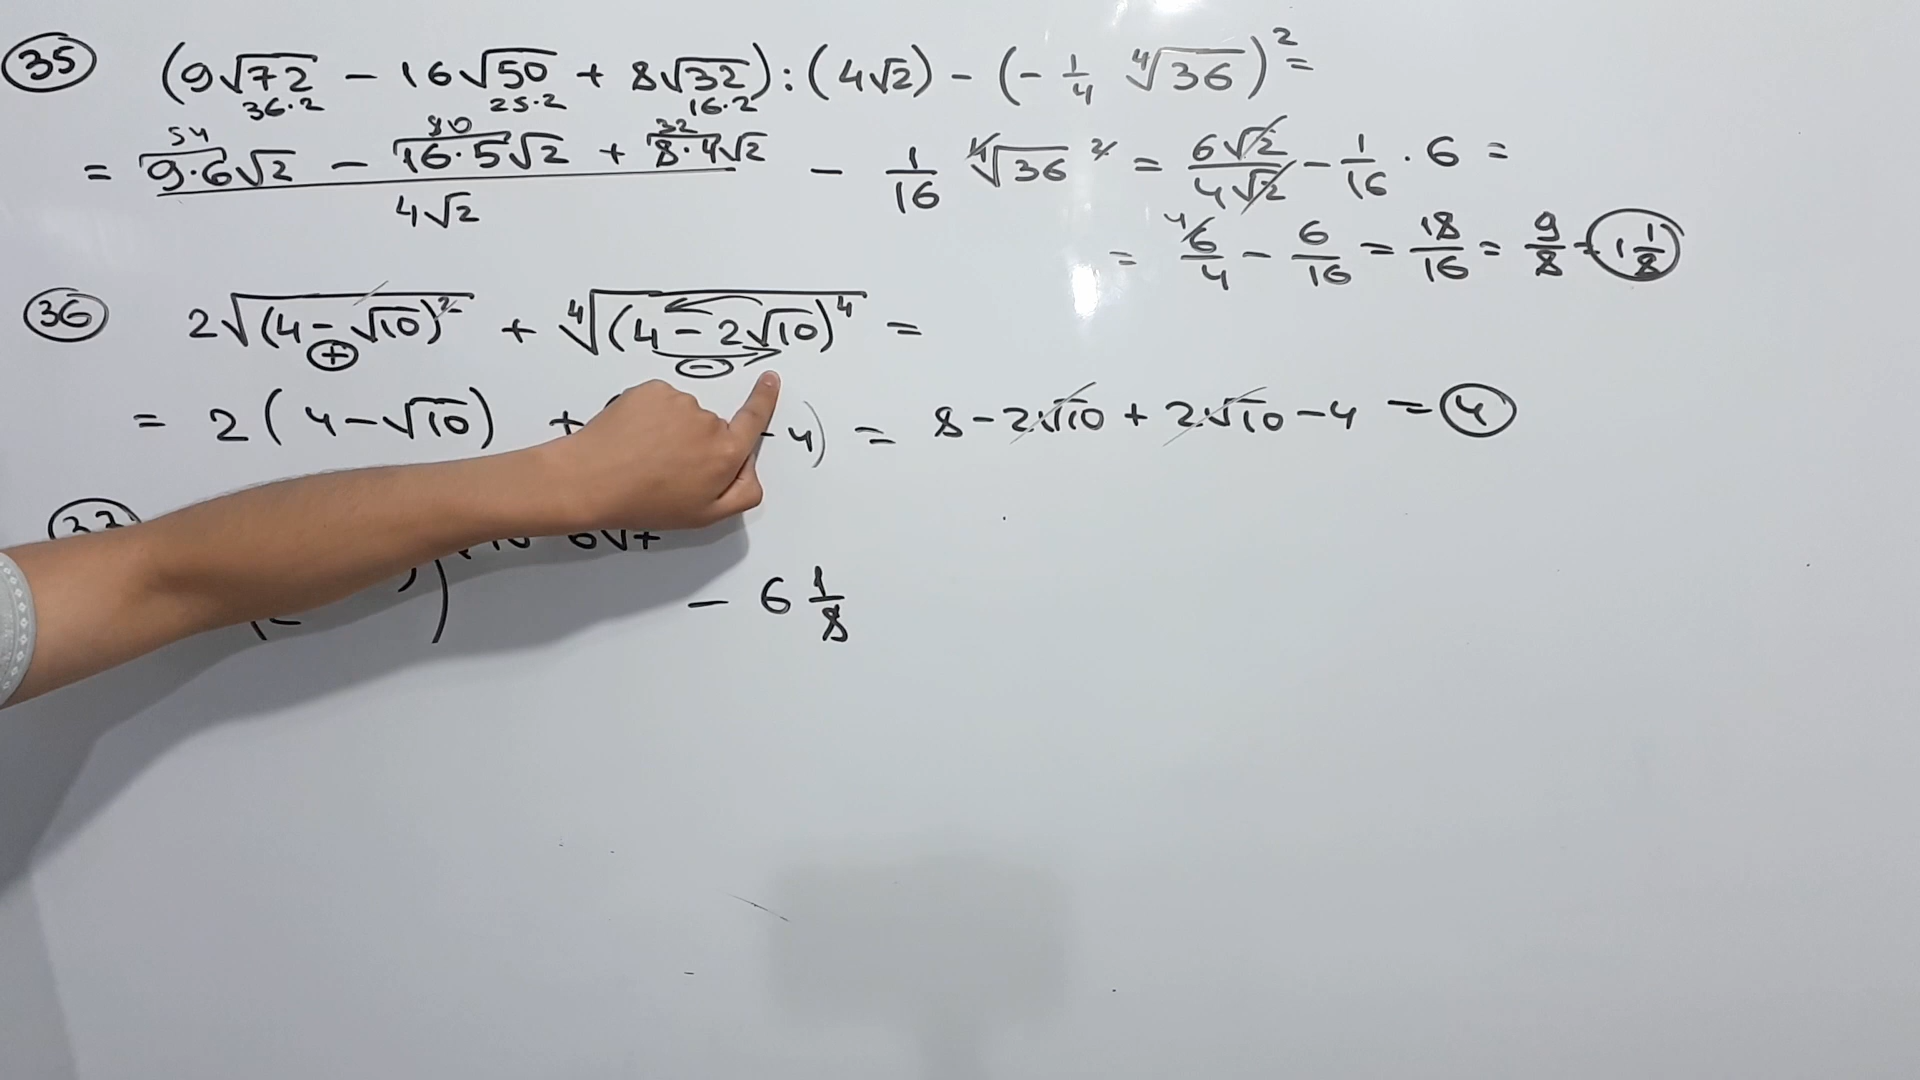 35 (9√72 − 16√50 + 8√32) : (4√2) − (− 1/4 ⁴√36)² =
36·2 25·2 16·2
54 80 32
= (9·6√2 − 16·5√2 + 8·4√2) / 4√2 − 1/16 ⁴√36 ² = 6√2 / 4√2 − 1/16 · 6 =
= ⁴⁄6/4 − 6/16 = 18/16 = 9/8 = 1 1/8
36 2√(4 − √10)² + ⁴√(4 − 2√10)⁴ =
+ −
= 2 ( 4 − √10) + ( − 4) = 8 − 2√10 + 2√10 − 4 = 4
− 6 1/8